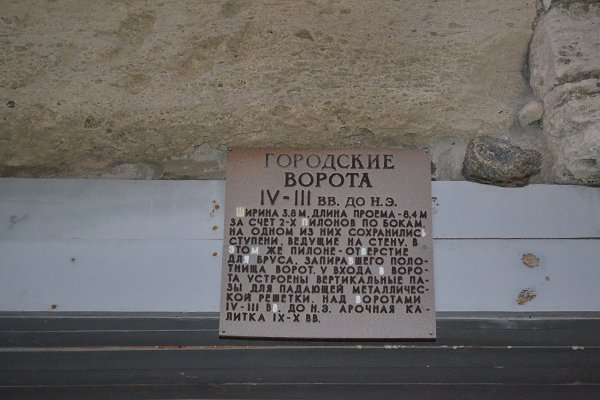 ГОРОДСКИЕ
ВОРОТА
IV-III ВВ. ДО Н.Э.
ШИРИНА 3,8 М, ДЛИНА ПРОЕМА - 8,4 М
ЗА СЧЕТ 2-Х ПИЛОНОВ ПО БОКАМ,
НА ОДНОМ ИЗ НИХ СОХРАНИЛИСЬ
СТУПЕНИ, ВЕДУЩИЕ НА СТЕНУ. В
ЭТОМ ЖЕ ПИЛОНЕ-ОТВЕРСТИЕ
ДЛЯ БРУСА, ЗАПИРАВШЕГО ПОЛО-
ТНИЩА ВОРОТ. У ВХОДА В ВОРО-
ТА УСТРОЕНЫ ВЕРТИКАЛЬНЫЕ ПА-
ЗЫ ДЛЯ ПАДАЮЩЕЙ МЕТАЛЛИЧЕС-
КОЙ РЕШЕТКИ. НАД ВОРОТАМИ
IV-III ВВ. ДО Н.Э. АРОЧНАЯ КА-
ЛИТКА IX-X ВВ.